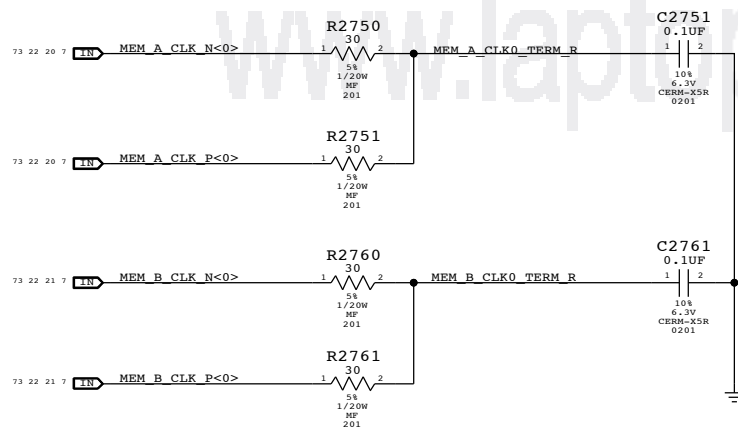 www.laptop
R2750
30
73 22 20 7 IN MEM_A_CLK_N<0> 1 2 MEM_A_CLK0_TERM_R
5%
1/20W
MF
201
C2751
0.1UF
1 2
10%
6.3V
CERM-X5R
0201
R2751
30
73 22 20 7 IN MEM_A_CLK_P<0> 1 2
5%
1/20W
MF
201
R2760
30
73 22 21 7 IN MEM_B_CLK_N<0> 1 2 MEM_B_CLK0_TERM_R
5%
1/20W
MF
201
C2761
0.1UF
1 2
10%
6.3V
CERM-X5R
0201
R2761
30
73 22 21 7 IN MEM_B_CLK_P<0> 1 2
5%
1/20W
MF
201